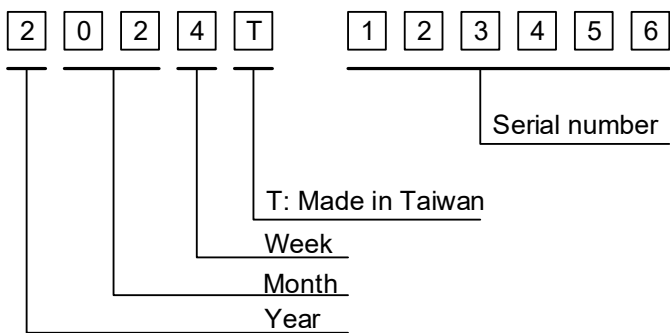 2 0 2 4 T 1 2 3 4 5 6
Serial number
T: Made in Taiwan
Week
Month
Year